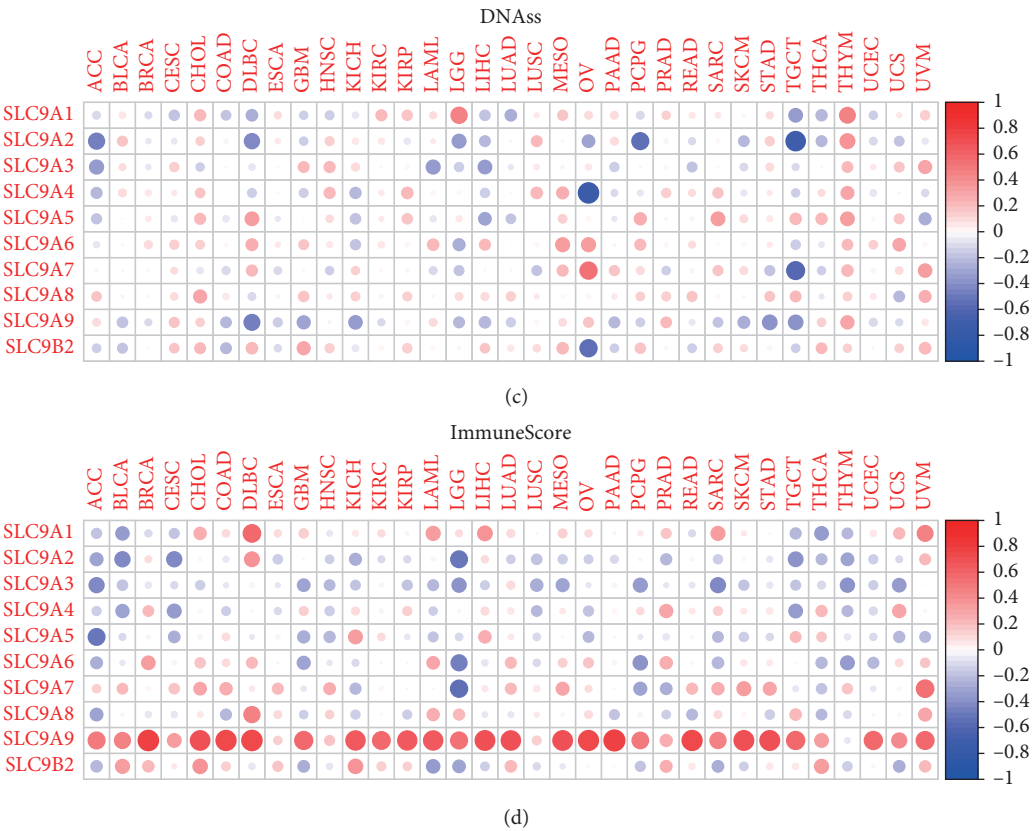 DNAss
ACC BLCA BRCA CESC CHOL COAD DLBC ESCA GBM HNSC KICH KIRC KIRP LAML LGG LIHC LUAD LUSC MESO OV PAAD PCPG PRAD READ SARC SKCM STAD TGCT THCA THYM UCEC UCS UVM
SLC9A1
SLC9A2
SLC9A3
SLC9A4
SLC9A5
SLC9A6
SLC9A7
SLC9A8
SLC9A9
SLC9B2
1
0.8
0.6
0.4
0.2
0
−0.2
−0.4
−0.6
−0.8
−1
(c)
ImmuneScore
ACC BLCA BRCA CESC CHOL COAD DLBC ESCA GBM HNSC KICH KIRC KIRP LAML LGG LIHC LUAD LUSC MESO OV PAAD PCPG PRAD READ SARC SKCM STAD TGCT THCA THYM UCEC UCS UVM
SLC9A1
SLC9A2
SLC9A3
SLC9A4
SLC9A5
SLC9A6
SLC9A7
SLC9A8
SLC9A9
SLC9B2
1
0.8
0.6
0.4
0.2
0
−0.2
−0.4
−0.6
−0.8
−1
(d)